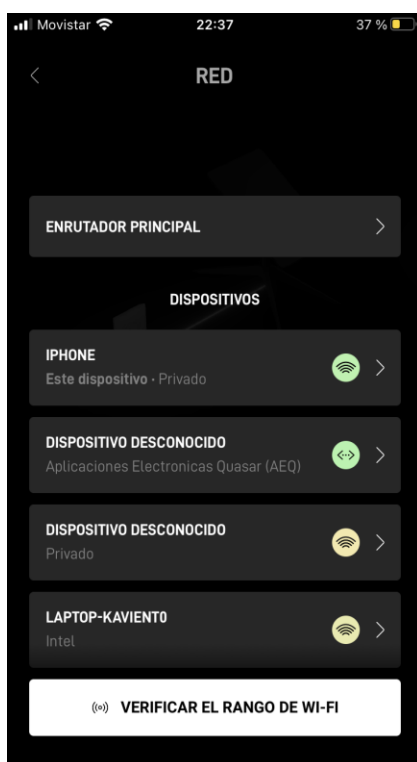 Movistar 22:37 37 %
RED
ENRUTADOR PRINCIPAL
DISPOSITIVOS
IPHONE
Este dispositivo · Privado
DISPOSITIVO DESCONOCIDO
Aplicaciones Electronicas Quasar (AEQ)
DISPOSITIVO DESCONOCIDO
Privado
LAPTOP-KAVIENT0
Intel
VERIFICAR EL RANGO DE WI-FI